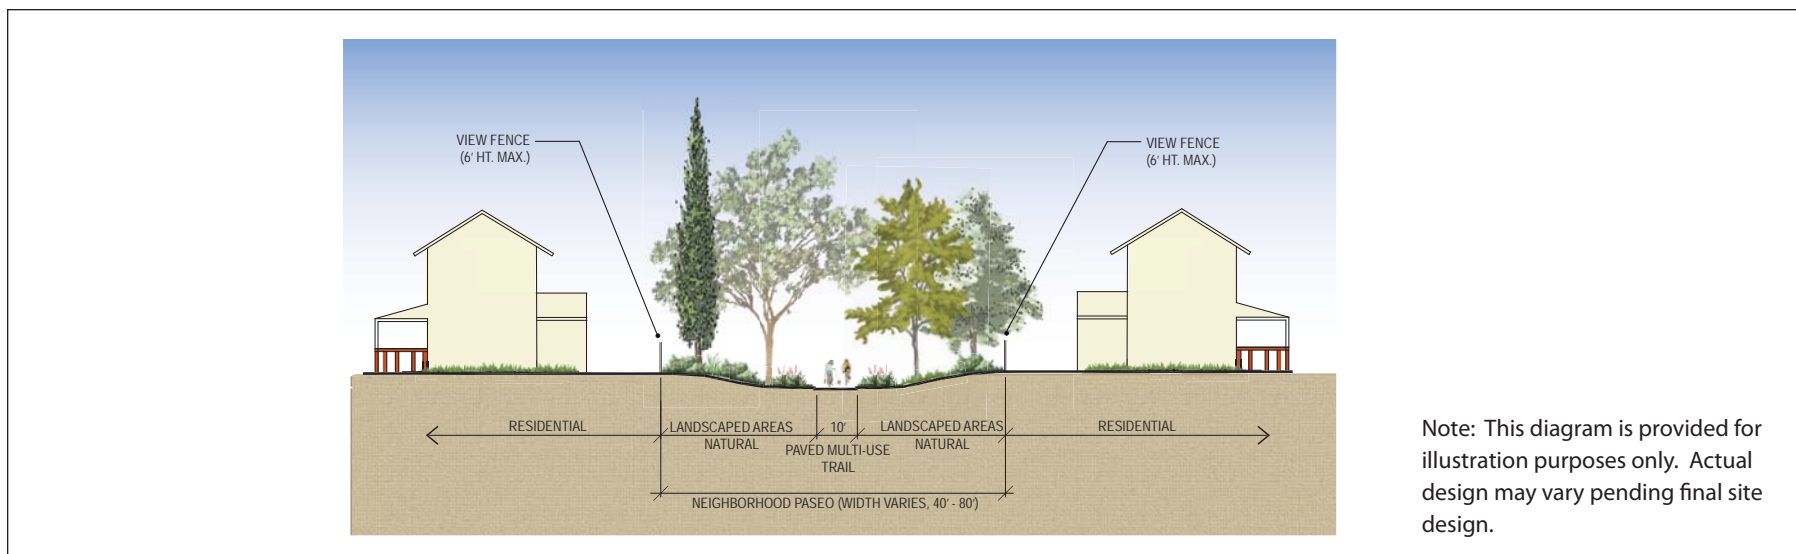 VIEW FENCE
(6' HT. MAX.)
VIEW FENCE
(6' HT. MAX.)
RESIDENTIAL
LANDSCAPED AREAS
NATURAL
10'
PAVED MULTI-USE
TRAIL
LANDSCAPED AREAS
NATURAL
RESIDENTIAL
NEIGHBORHOOD PASEO (WIDTH VARIES, 40' - 80')
Note: This diagram is provided for
illustration purposes only. Actual
design may vary pending final site
design.